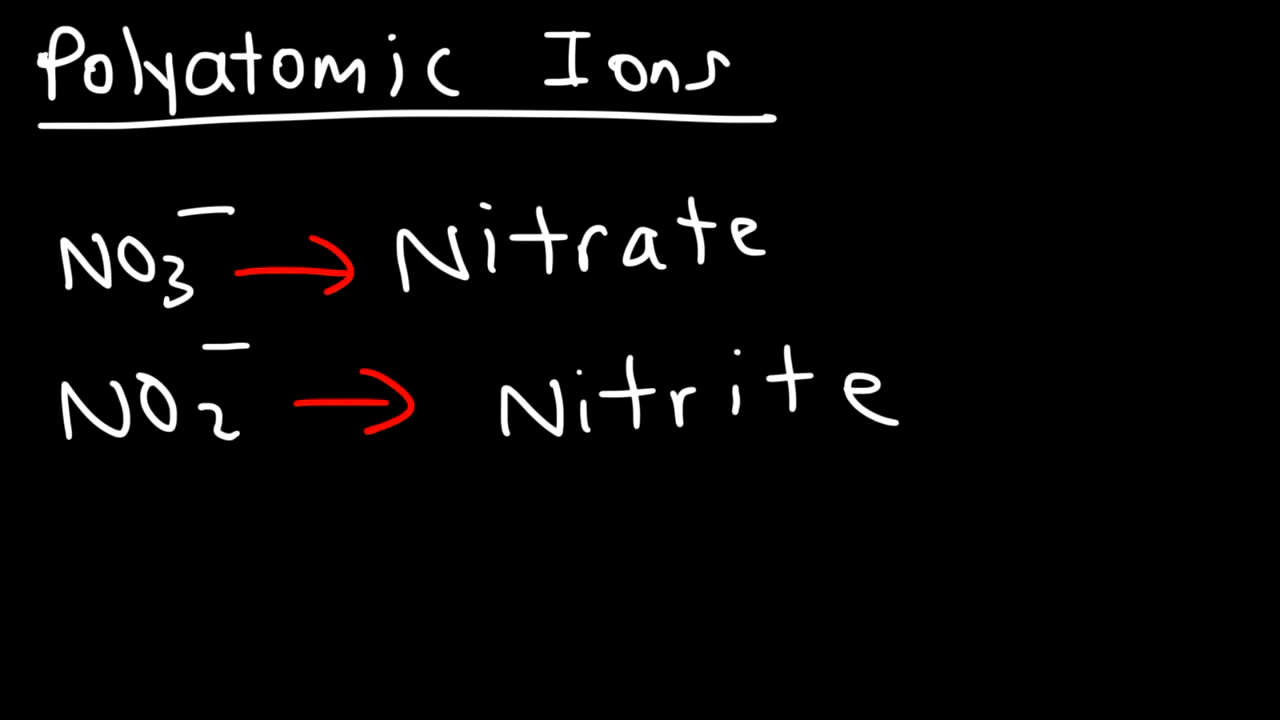 Polyatomic Ions
NO₃⁻ → Nitrate
NO₂⁻ → Nitrite